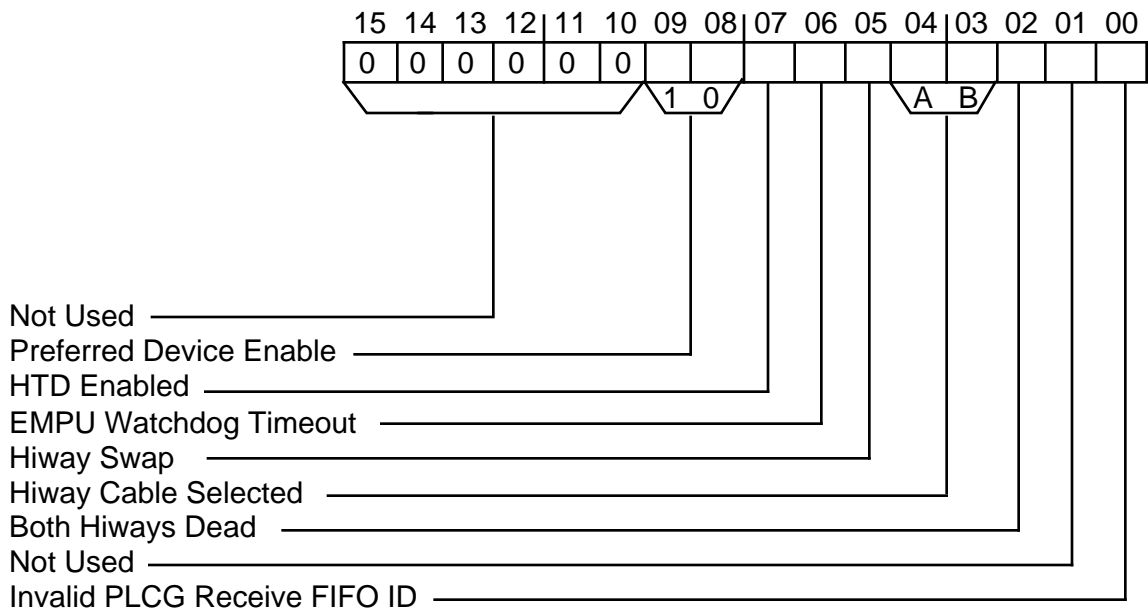 15 14 13 12 11 10 09 08 07 06 05 04 03 02 01 00
0 0 0 0 0 0
1 0 A B
Not Used
Preferred Device Enable
HTD Enabled
EMPU Watchdog Timeout
Hiway Swap
Hiway Cable Selected
Both Hiways Dead
Not Used
Invalid PLCG Receive FIFO ID